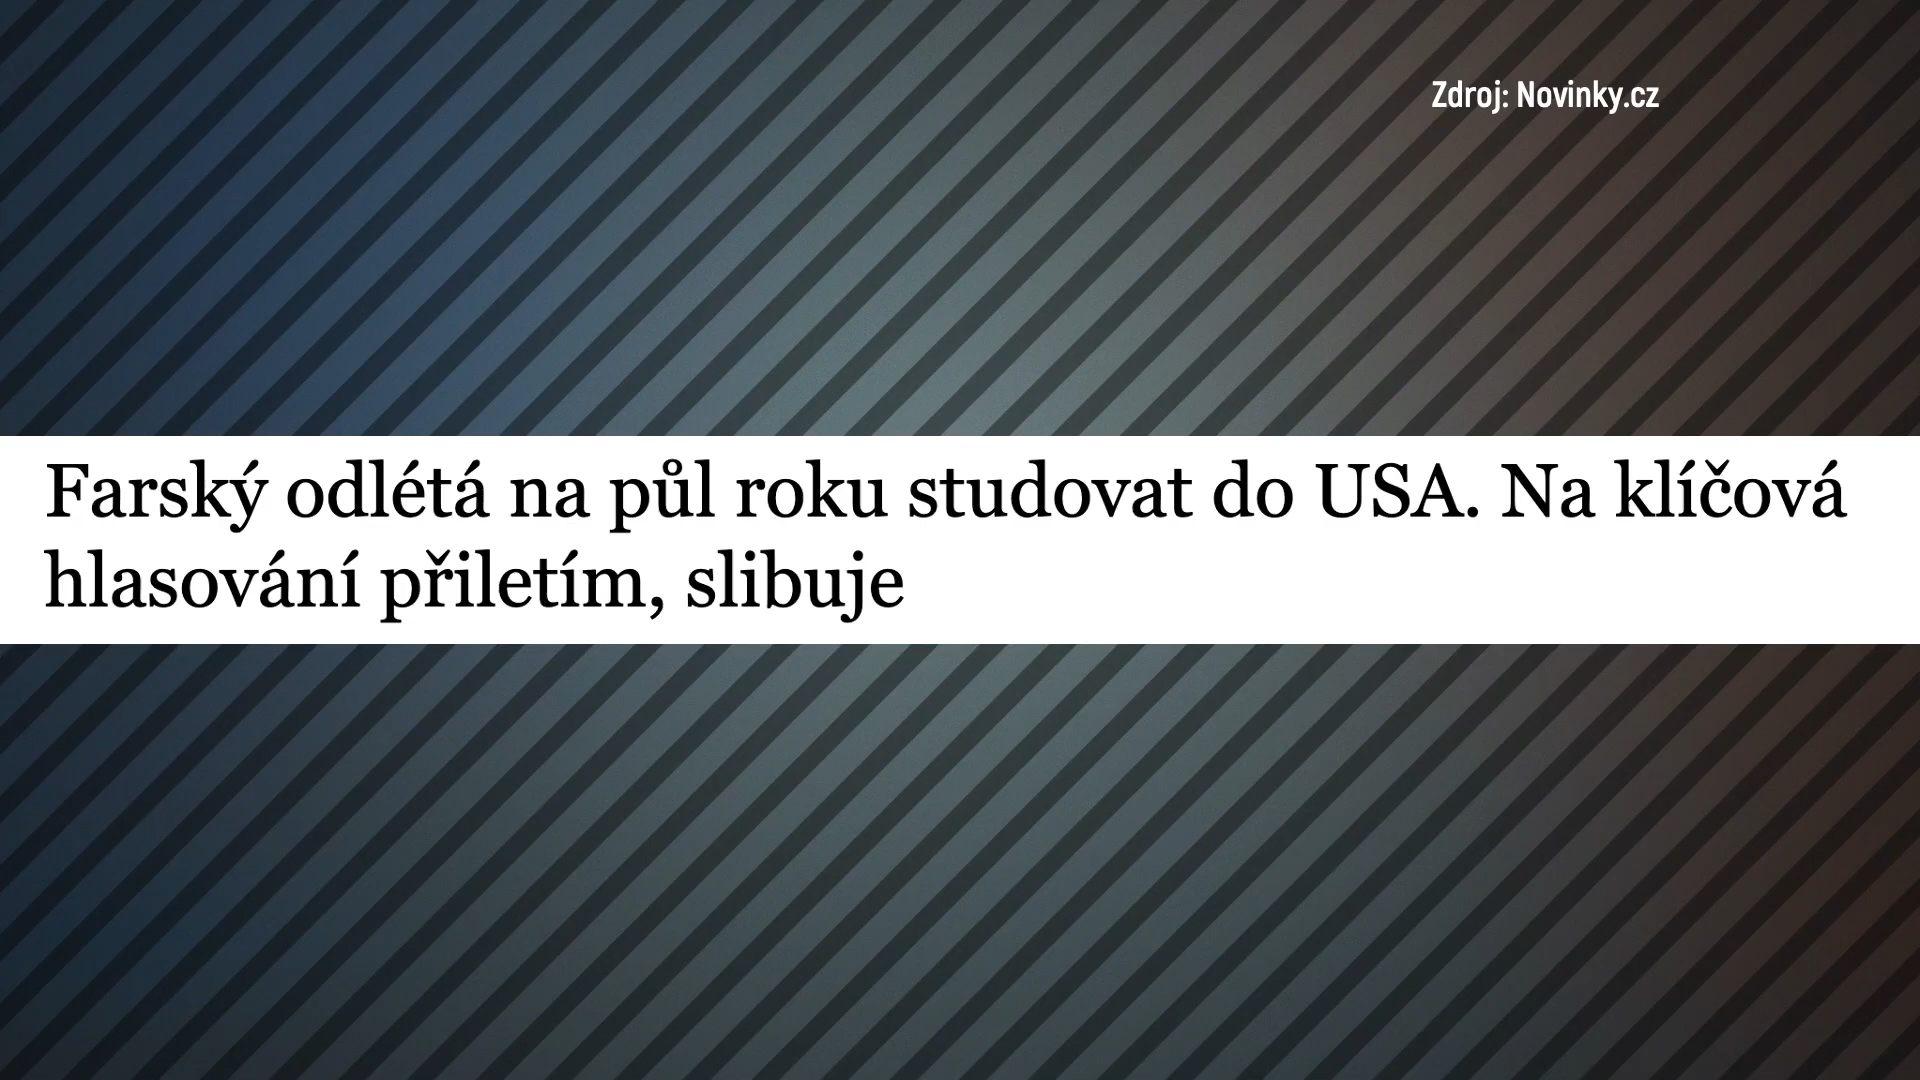 Zdroj: Novinky.cz
Farský odlétá na půl roku studovat do USA. Na klíčová
hlasování přiletím, slibuje